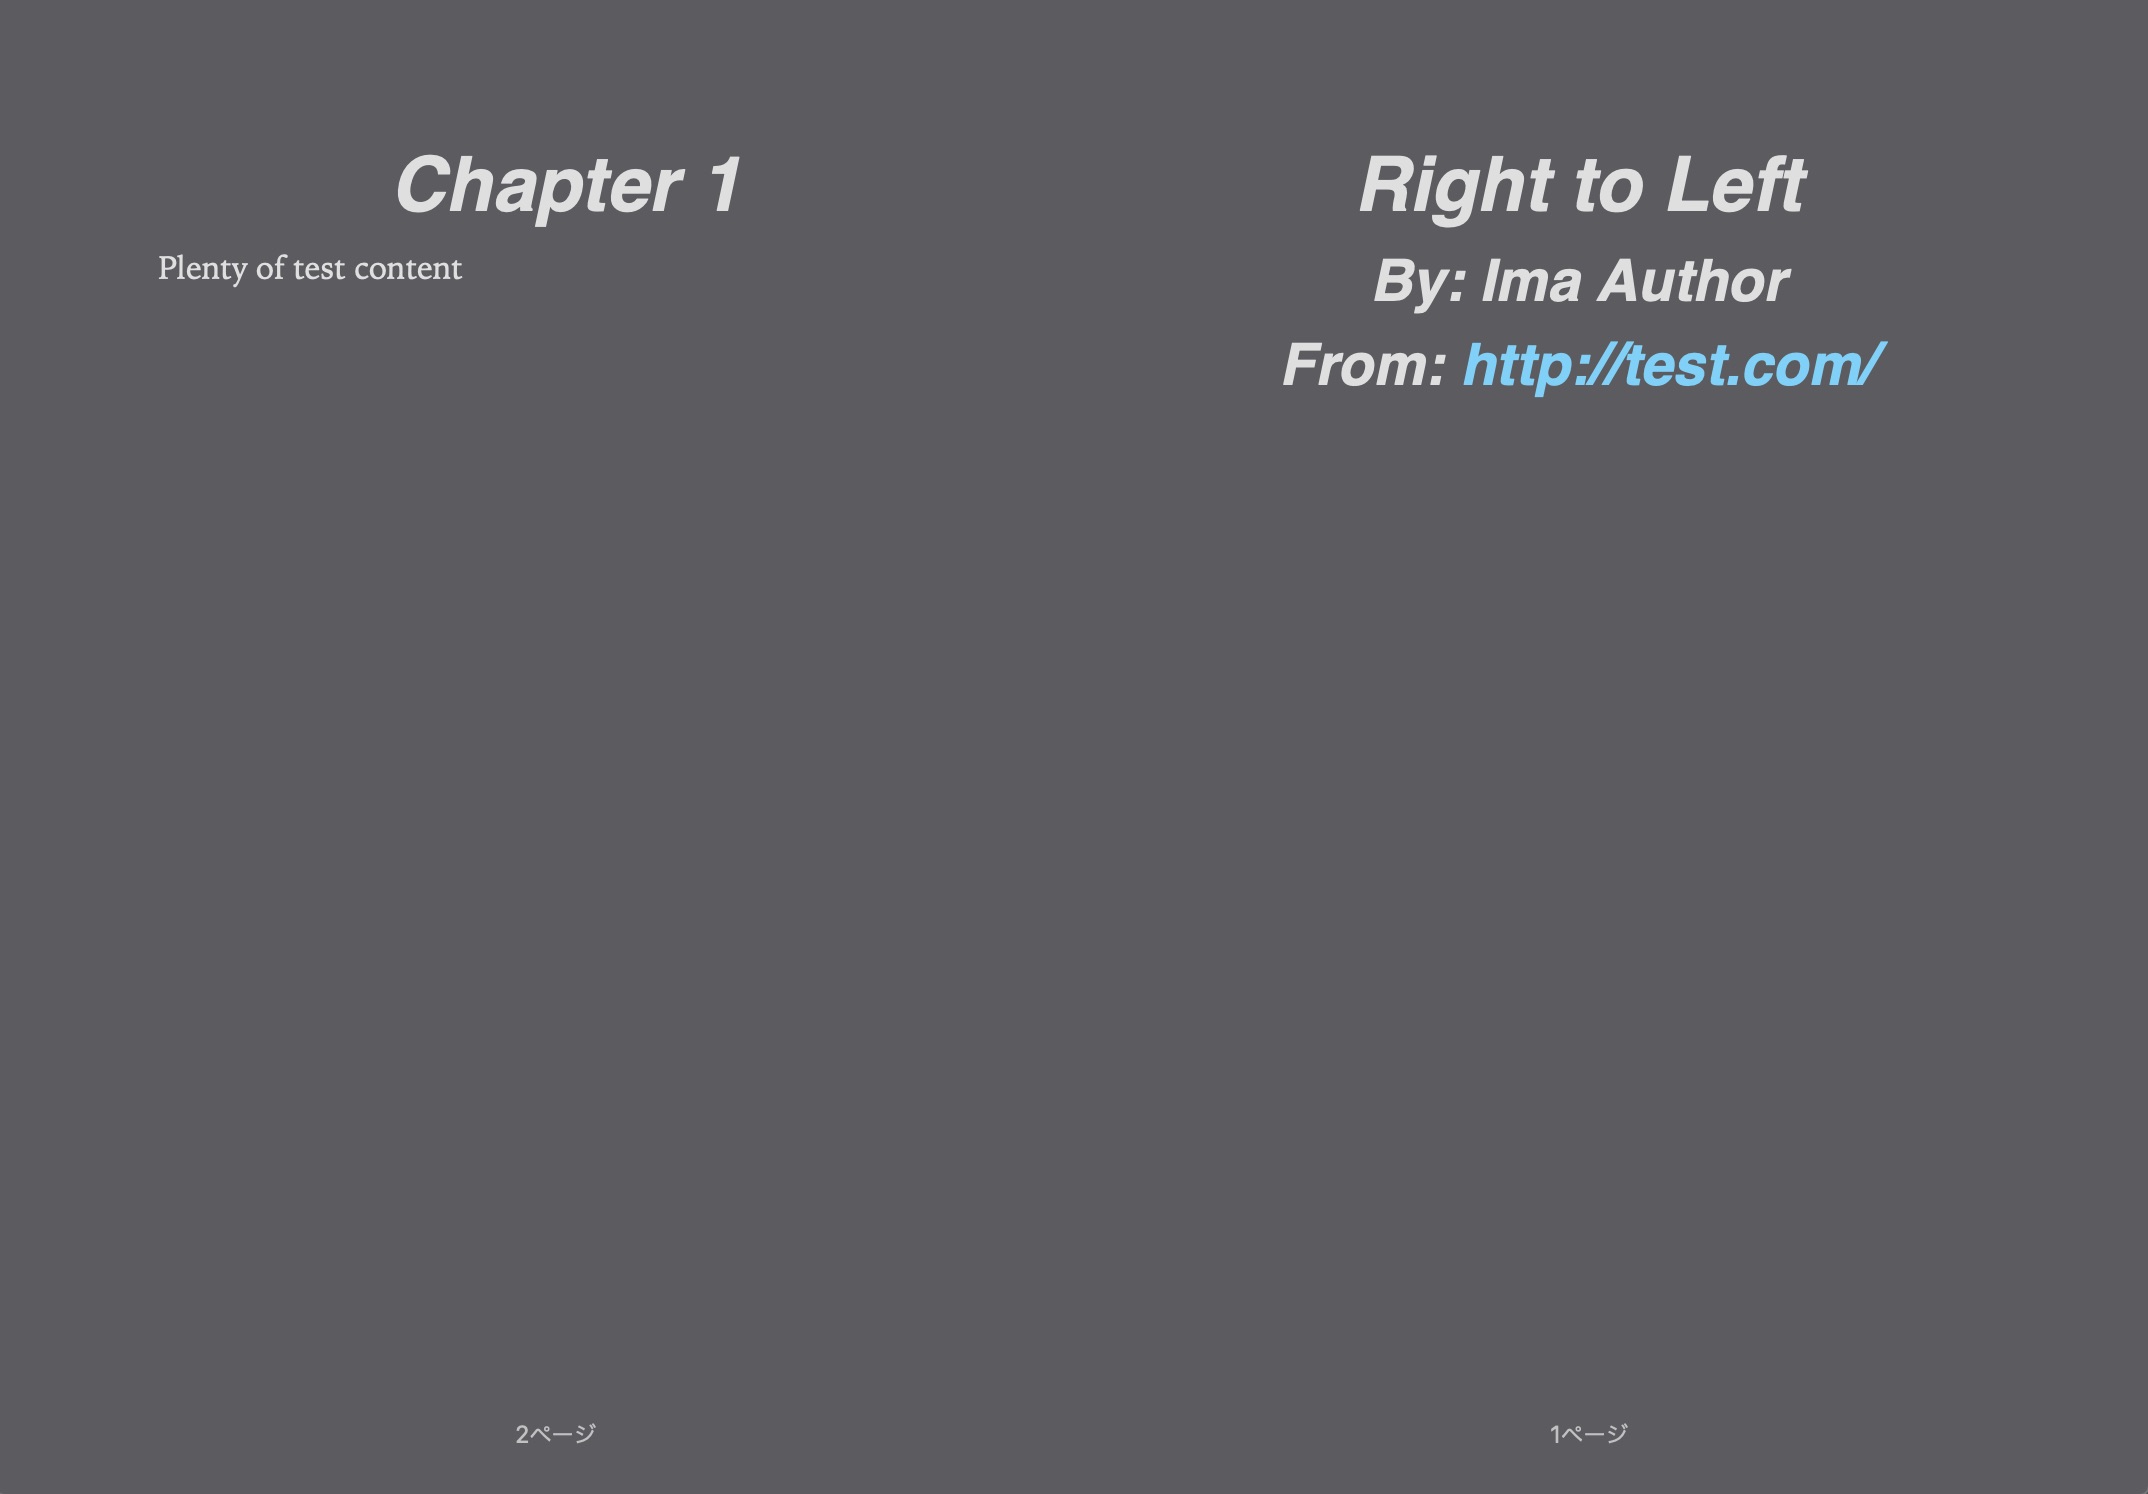 Right to Left
By: Ima Author
From: http://test.com/
1ページ
Chapter 1
Plenty of test content
2ページ